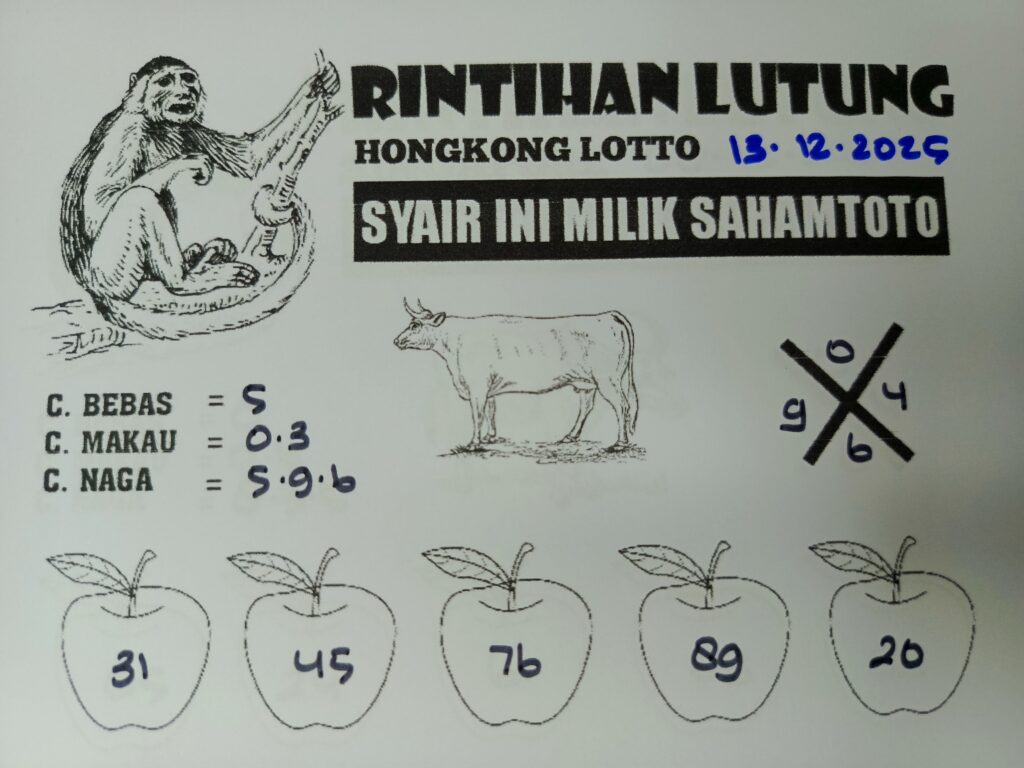 RINTIHAN LUTUNG
HONGKONG LOTTO 13.12.2025
SYAIR INI MILIK SAHAMTOTO
C. BEBAS = 5
C. MAKAU = 0.3
C. NAGA = 5.9.6
0
9 4
6
31 45 76 89 20